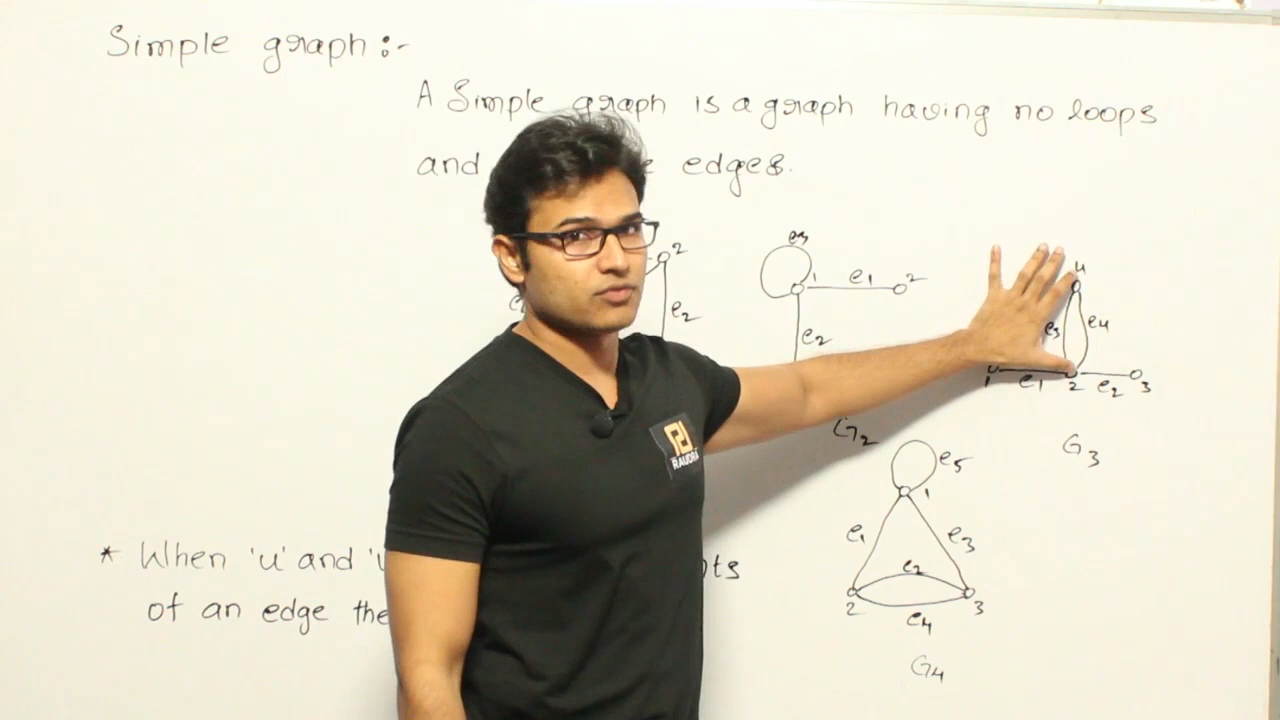 Simple graph :-
A Simple graph is a graph having no loops
and edges.
2
e2
e3
1 e1 2
e2
G2
4
e3 e4
1 e1 2 e2 3
G3
e5
1
e1 e3
e2
2 3
e4
G4
RAUDRA
* When 'u' and
of an edge